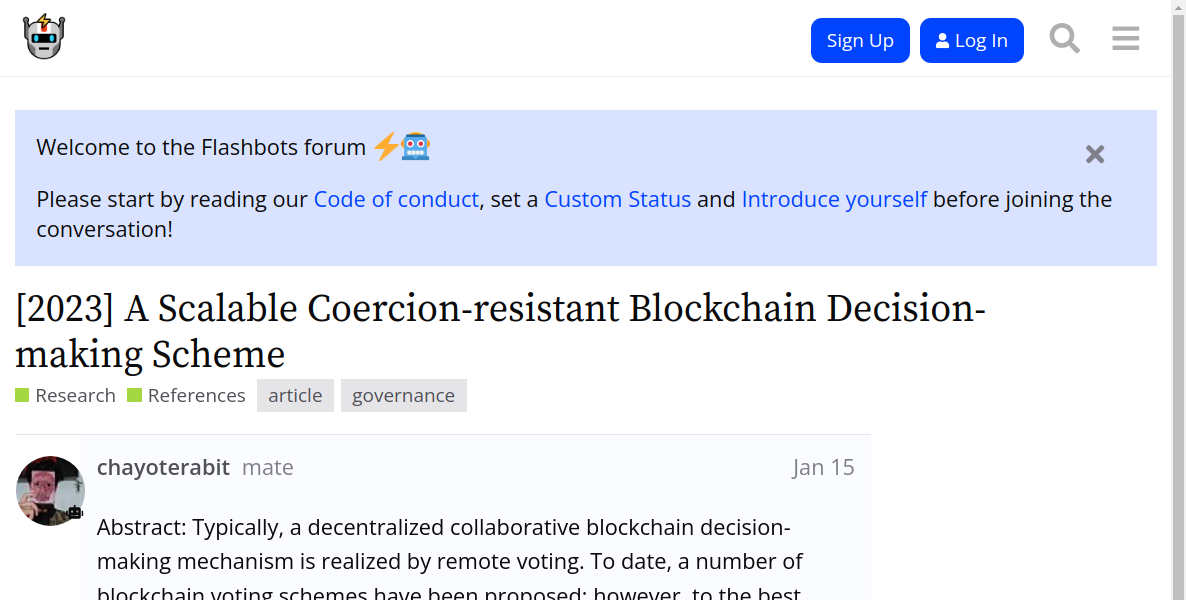 Sign Up
Log In
Welcome to the Flashbots forum
Please start by reading our Code of conduct, set a Custom Status and Introduce yourself before joining the
conversation!
[2023] A Scalable Coercion-resistant Blockchain Decision-
making Scheme
Research References article governance
chayoterabit mate Jan 15
Abstract: Typically, a decentralized collaborative blockchain decision-
making mechanism is realized by remote voting. To date, a number of
blockchain voting schemes have been proposed; however, to the best